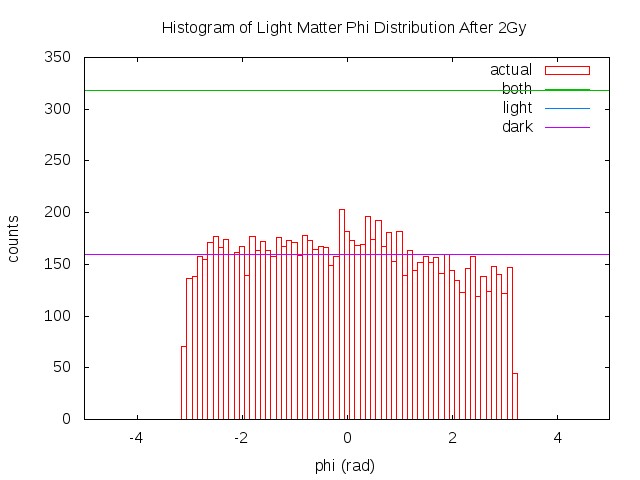 Histogram of Light Matter Phi Distribution After 2Gy
350
300
250
200
150
100
50
0
counts
actual
both
light
dark
-4 -2 0 2 4
phi (rad)